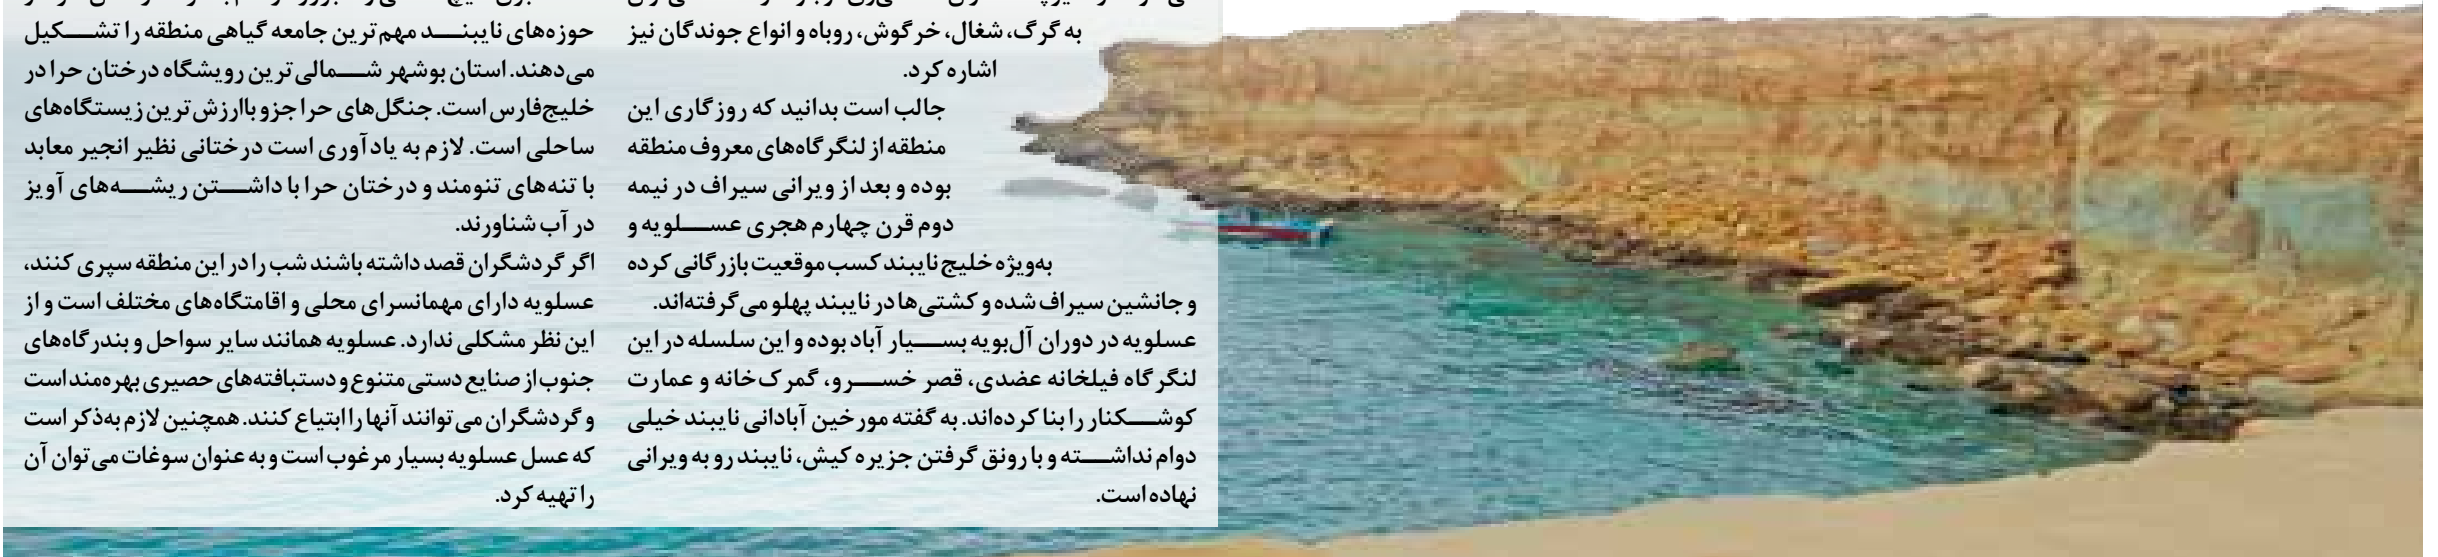 به گرگ، شغال، خرگوش، روباه و انواع جوندگان نیز
اشاره کرد.
جالب است بدانید که روزگاری این
منطقه از لنگرگاه‌های معروف منطقه
بوده و بعد از ویرانی سیراف در نیمه
دوم قرن چهارم هجری عســلویه و
به‌ویژه خلیج نایبند کسب موقعیت بازرگانی کرده
و جانشین سیراف شده و کشتی‌ها در نایبند پهلو می‌گرفته‌اند.
عسلویه در دوران آل‌بویه بســیار آباد بوده و این سلسله در این
لنگرگاه فیلخانه عضدی، قصر خســرو، گمرک‌خانه و عمارت
کوشــکنار را بنا کرده‌اند. به گفته مورخین آبادانی نایبند خیلی
دوام نداشــته و با رونق گرفتن جزیره کیش، نایبند رو به ویرانی
نهاده است.
حوزه‌های نایبنــد مهم‌ترین جامعه گیاهی منطقه را تشــکیل
می‌دهند. استان بوشهر شــمالی‌ترین رویشگاه درختان حرا در
خلیج‌فارس است. جنگل‌های حرا جزو باارزش‌ترین زیستگاه‌های
ساحلی است. لازم به یادآوری است درختانی نظیر انجیر معابد
با تنه‌های تنومند و درختان حرا با داشــتن ریشــه‌های آویز
در آب شناورند.
اگر گردشگران قصد داشته باشند شب را در این منطقه سپری کنند،
عسلویه دارای مهمانسرای محلی و اقامتگاه‌های مختلف است و از
این نظر مشکلی ندارد. عسلویه همانند سایر سواحل و بندرگاه‌های
جنوب از صنایع دستی متنوع و دستبافته‌های حصیری بهره‌مند است
و گردشگران می‌توانند آنها را ابتیاع کنند. همچنین لازم به‌ذکر است
که عسل عسلویه بسیار مرغوب است و به عنوان سوغات می‌توان آن
را تهیه کرد.